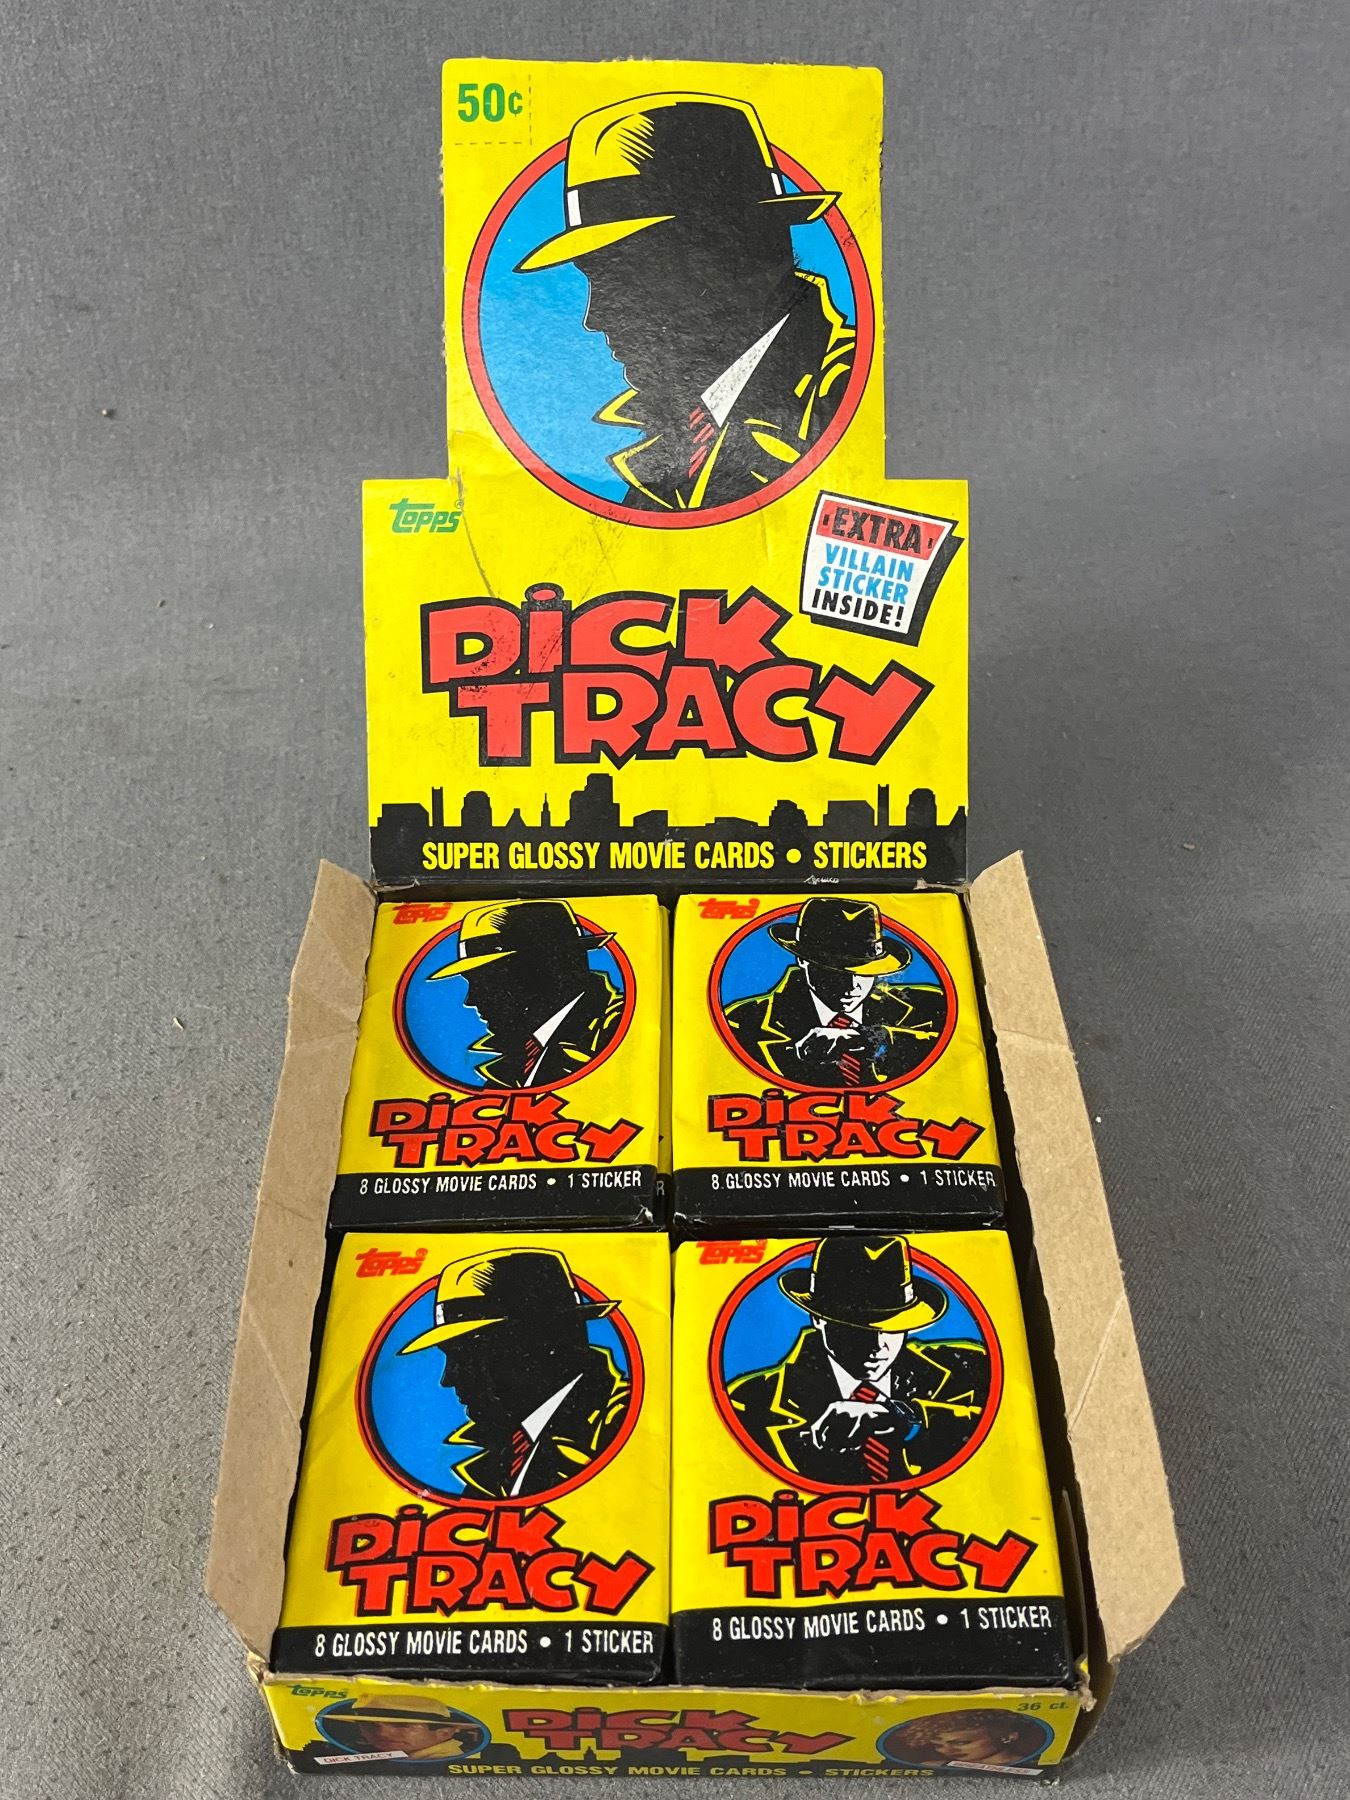 50¢
topps®
EXTRA
VILLAIN
STICKER
INSIDE!
DICK
TRACY
SUPER GLOSSY MOVIE CARDS • STICKERS
topps®
DICK
TRACY
8 GLOSSY MOVIE CARDS • 1 STICKER
R
topps®
DICK
TRACY
8 GLOSSY MOVIE CARDS • 1 STICKER
topps®
DICK
TRACY
8 GLOSSY MOVIE CARDS • 1 STICKER
topps®
DICK
TRACY
8 GLOSSY MOVIE CARDS • 1 STICKER
topps®
36 ct.
DICK TRACY
DICK TRACY
BREATHLESS
SUPER GLOSSY MOVIE CARDS • STICKERS